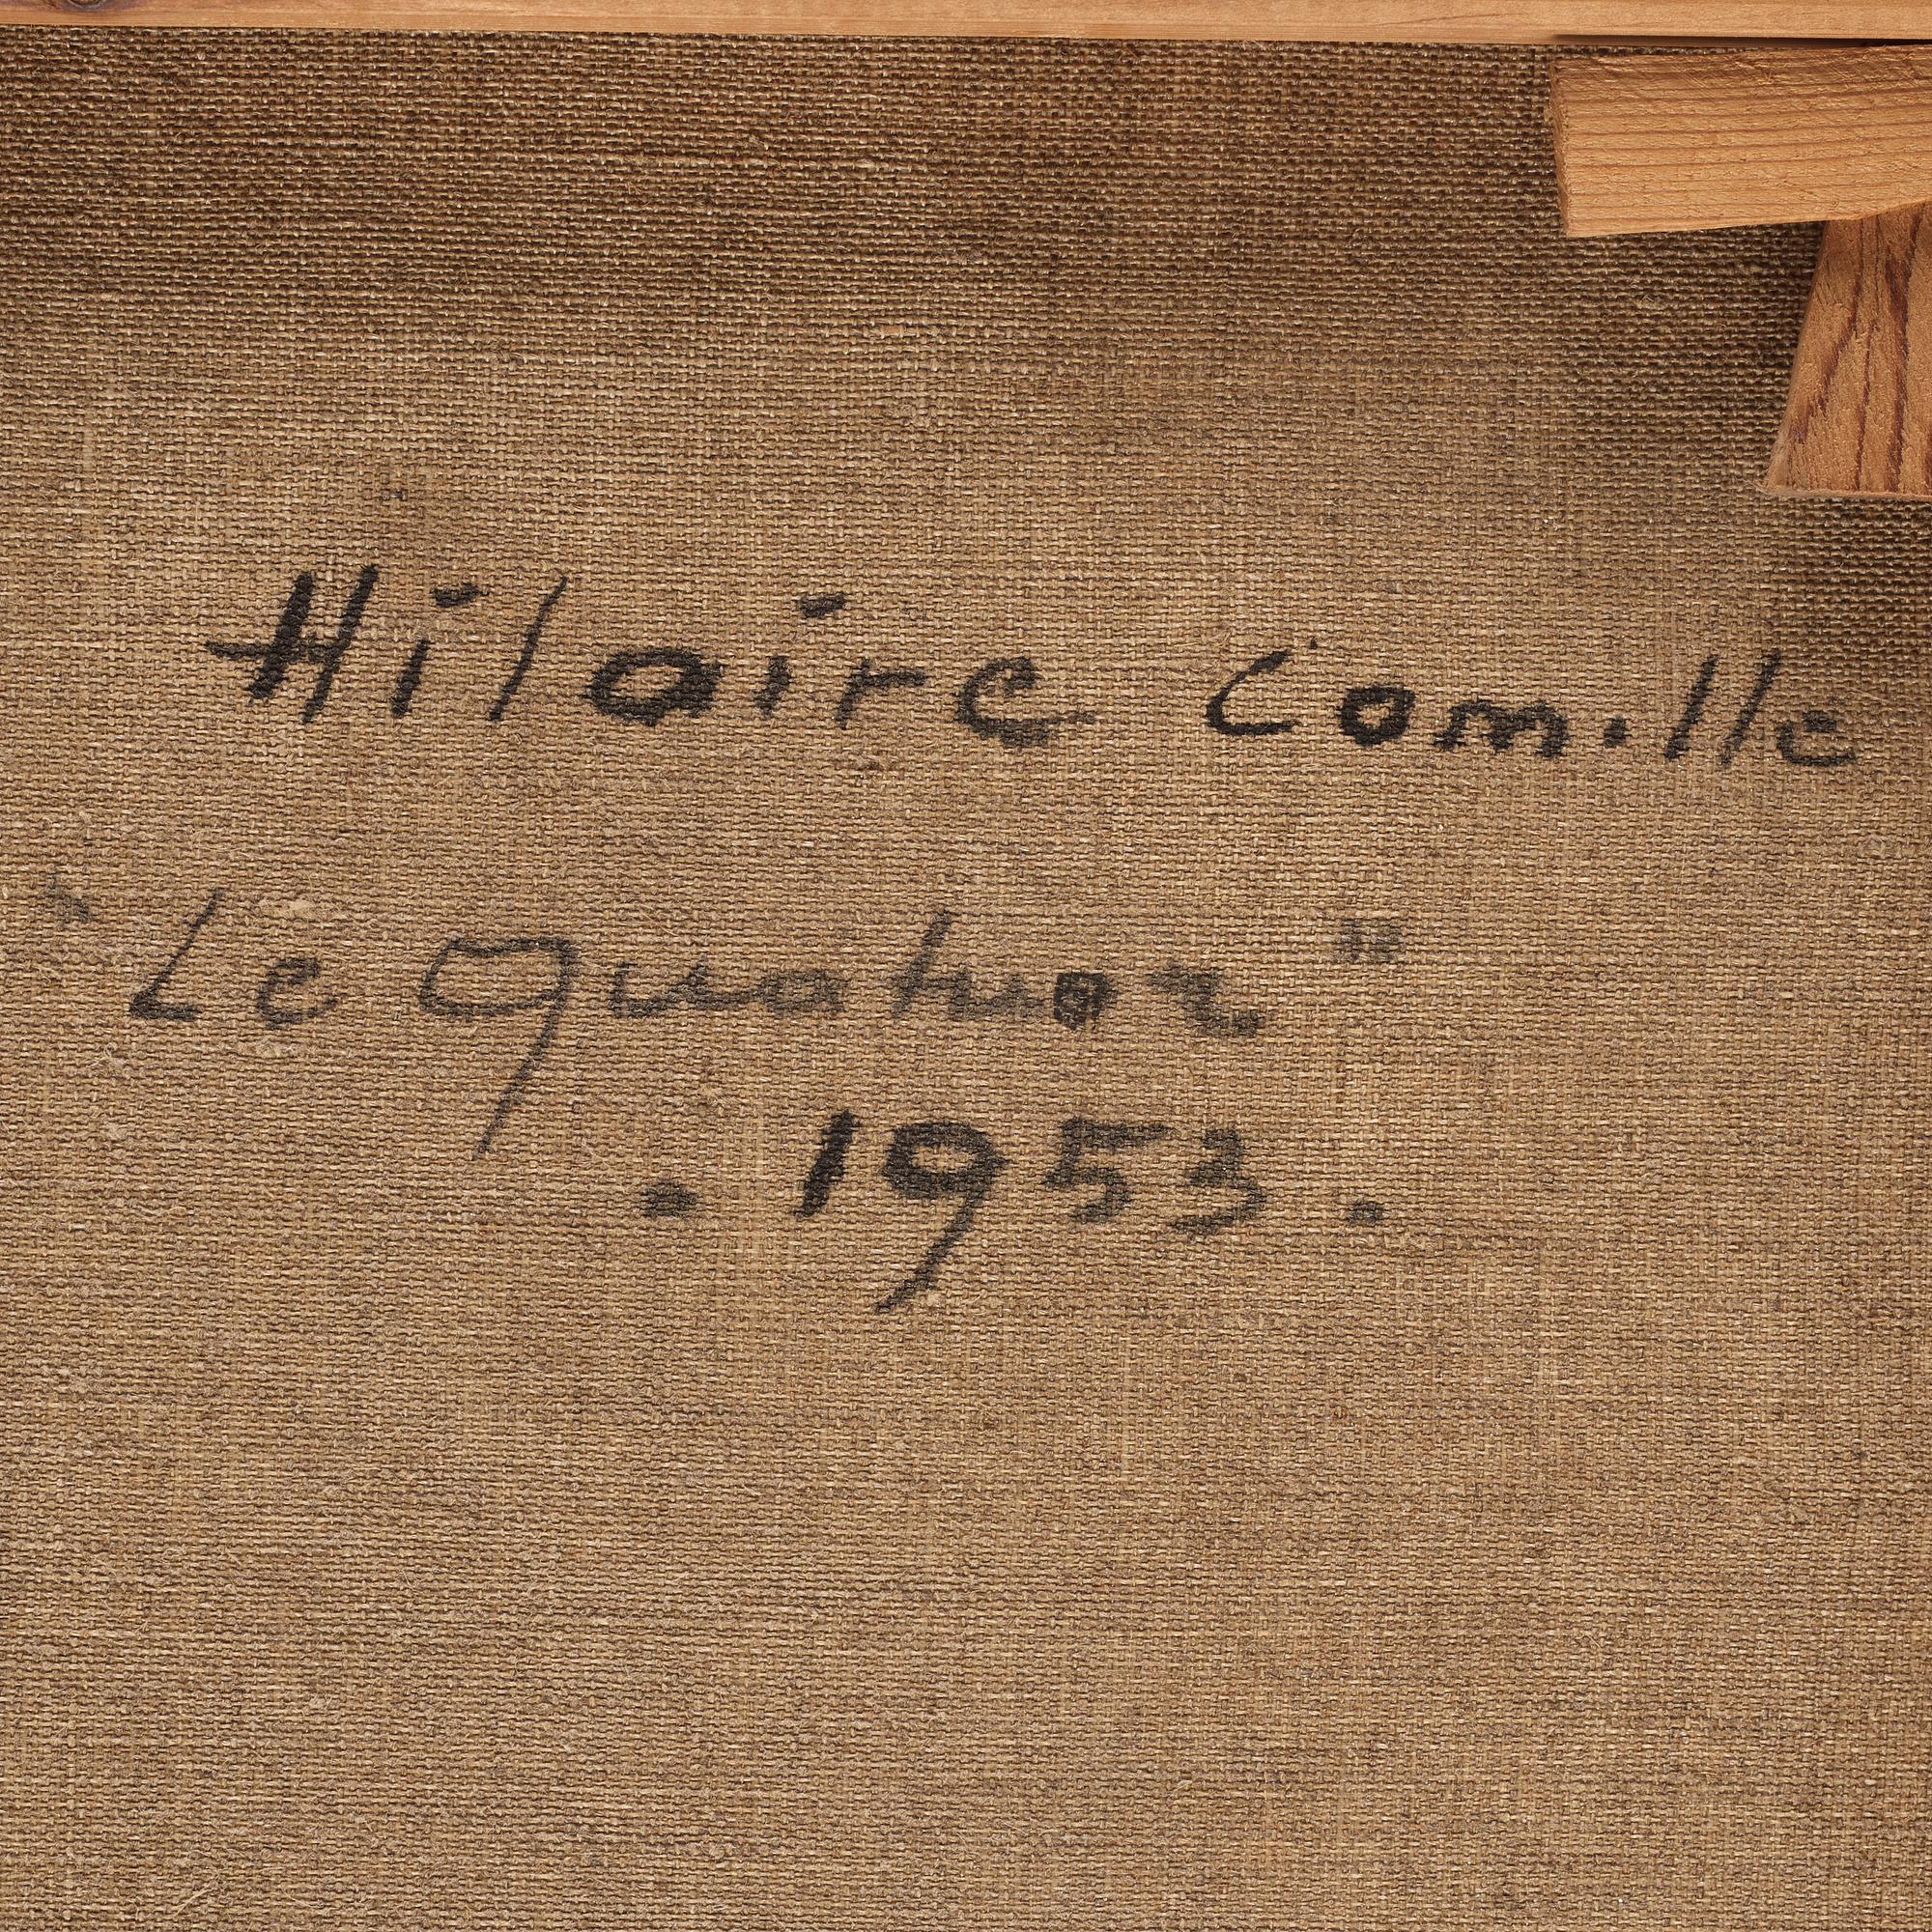 Hilaire Camille
"Le quatuor"
. 1953.